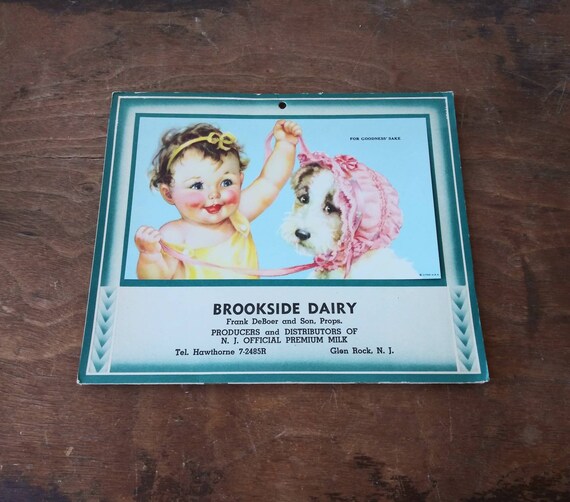 FOR GOODNESS' SAKE
BROOKSIDE DAIRY
Frank DeBoer and Son, Props.
PRODUCERS and DISTRIBUTORS OF
N. J. OFFICIAL PREMIUM MILK
Tel. Hawthorne 7-2485R Glen Rock, N. J.